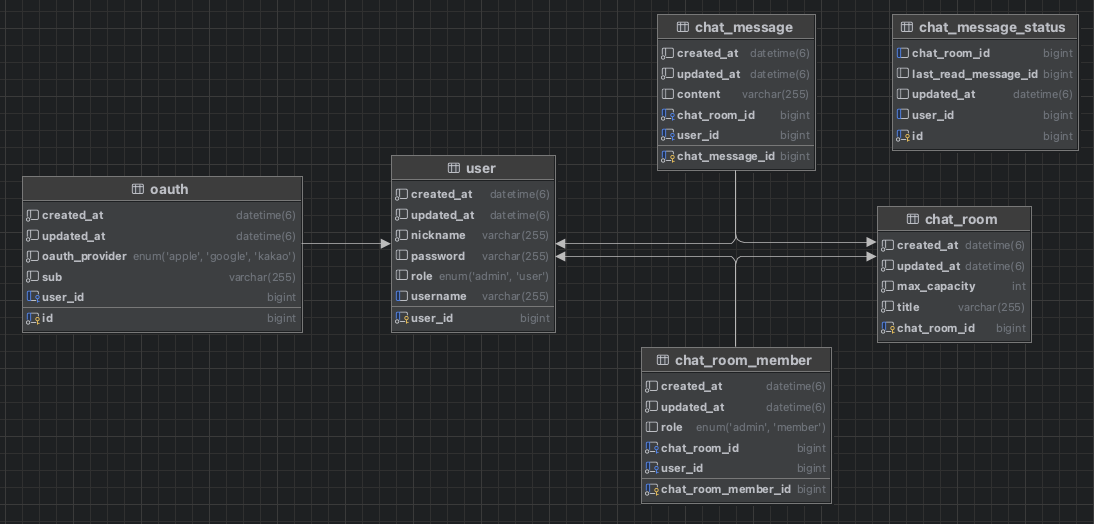 oauth
created_at datetime(6)
updated_at datetime(6)
oauth_provider enum('apple', 'google', 'kakao')
sub varchar(255)
user_id bigint
id bigint
user
created_at datetime(6)
updated_at datetime(6)
nickname varchar(255)
password varchar(255)
role enum('admin', 'user')
username varchar(255)
user_id bigint
chat_message
created_at datetime(6)
updated_at datetime(6)
content varchar(255)
chat_room_id bigint
user_id bigint
chat_message_id bigint
chat_message_status
chat_room_id bigint
last_read_message_id bigint
updated_at datetime(6)
user_id bigint
id bigint
chat_room
created_at datetime(6)
updated_at datetime(6)
max_capacity int
title varchar(255)
chat_room_id bigint
chat_room_member
created_at datetime(6)
updated_at datetime(6)
role enum('admin', 'member')
chat_room_id bigint
user_id bigint
chat_room_member_id bigint